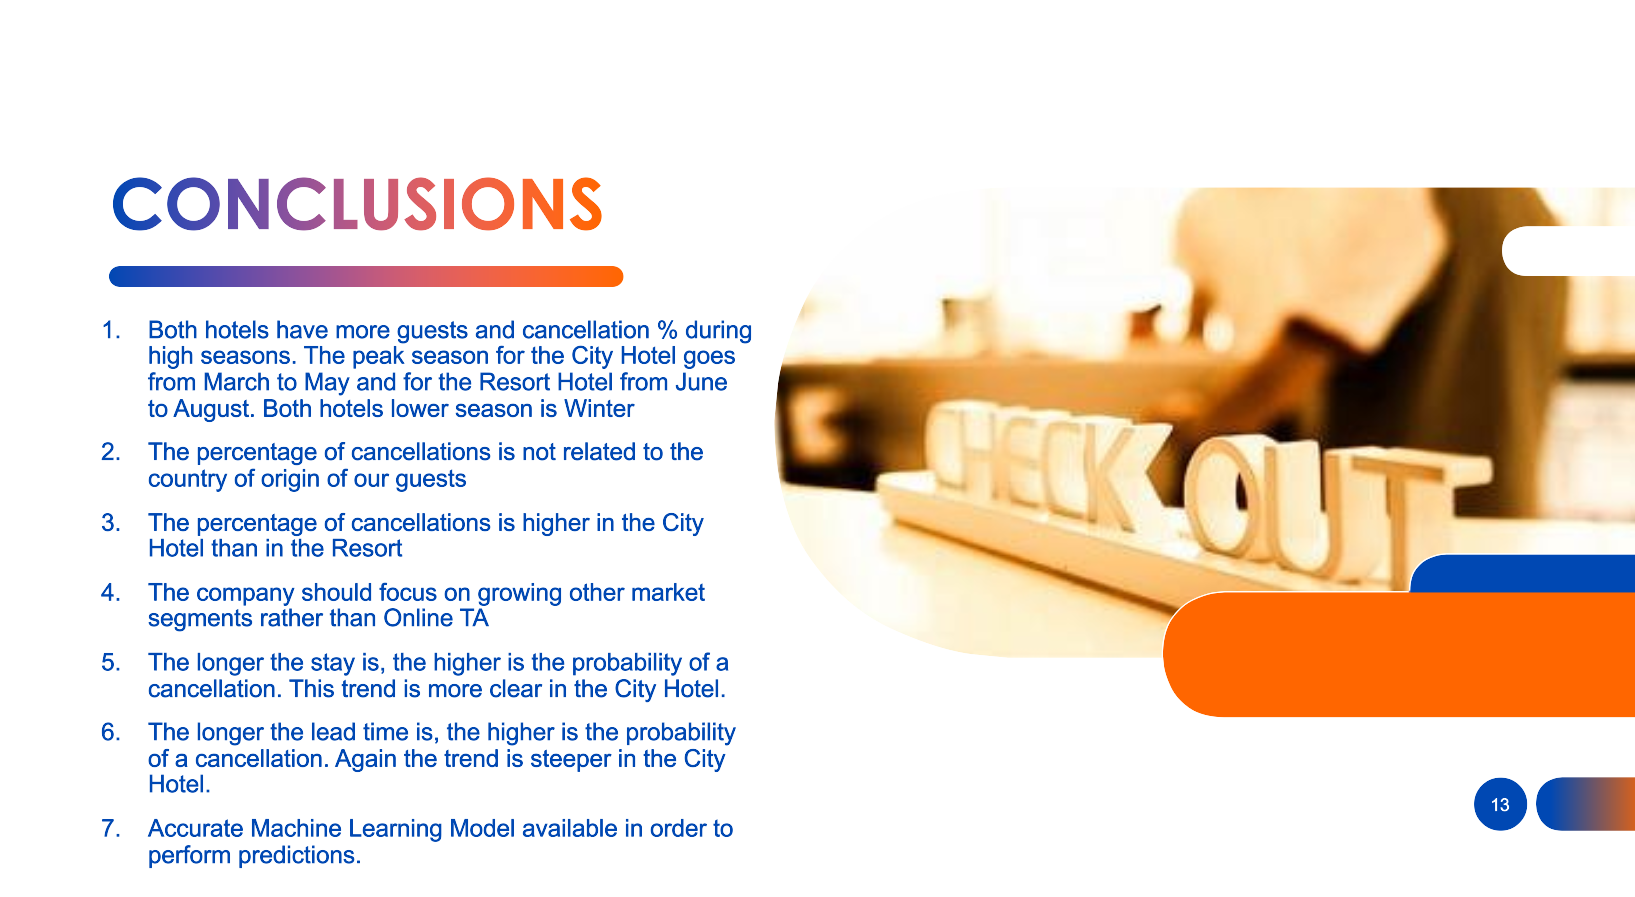 CONCLUSIONS
1. Both hotels have more guests and cancellation % during
high seasons. The peak season for the City Hotel goes
from March to May and for the Resort Hotel from June
to August. Both hotels lower season is Winter
2. The percentage of cancellations is not related to the
country of origin of our guests
3. The percentage of cancellations is higher in the City
Hotel than in the Resort
4. The company should focus on growing other market
segments rather than Online TA
5. The longer the stay is, the higher is the probability of a
cancellation. This trend is more clear in the City Hotel.
6. The longer the lead time is, the higher is the probability
of a cancellation. Again the trend is steeper in the City
Hotel.
7. Accurate Machine Learning Model available in order to
perform predictions.
CHECK OUT
13